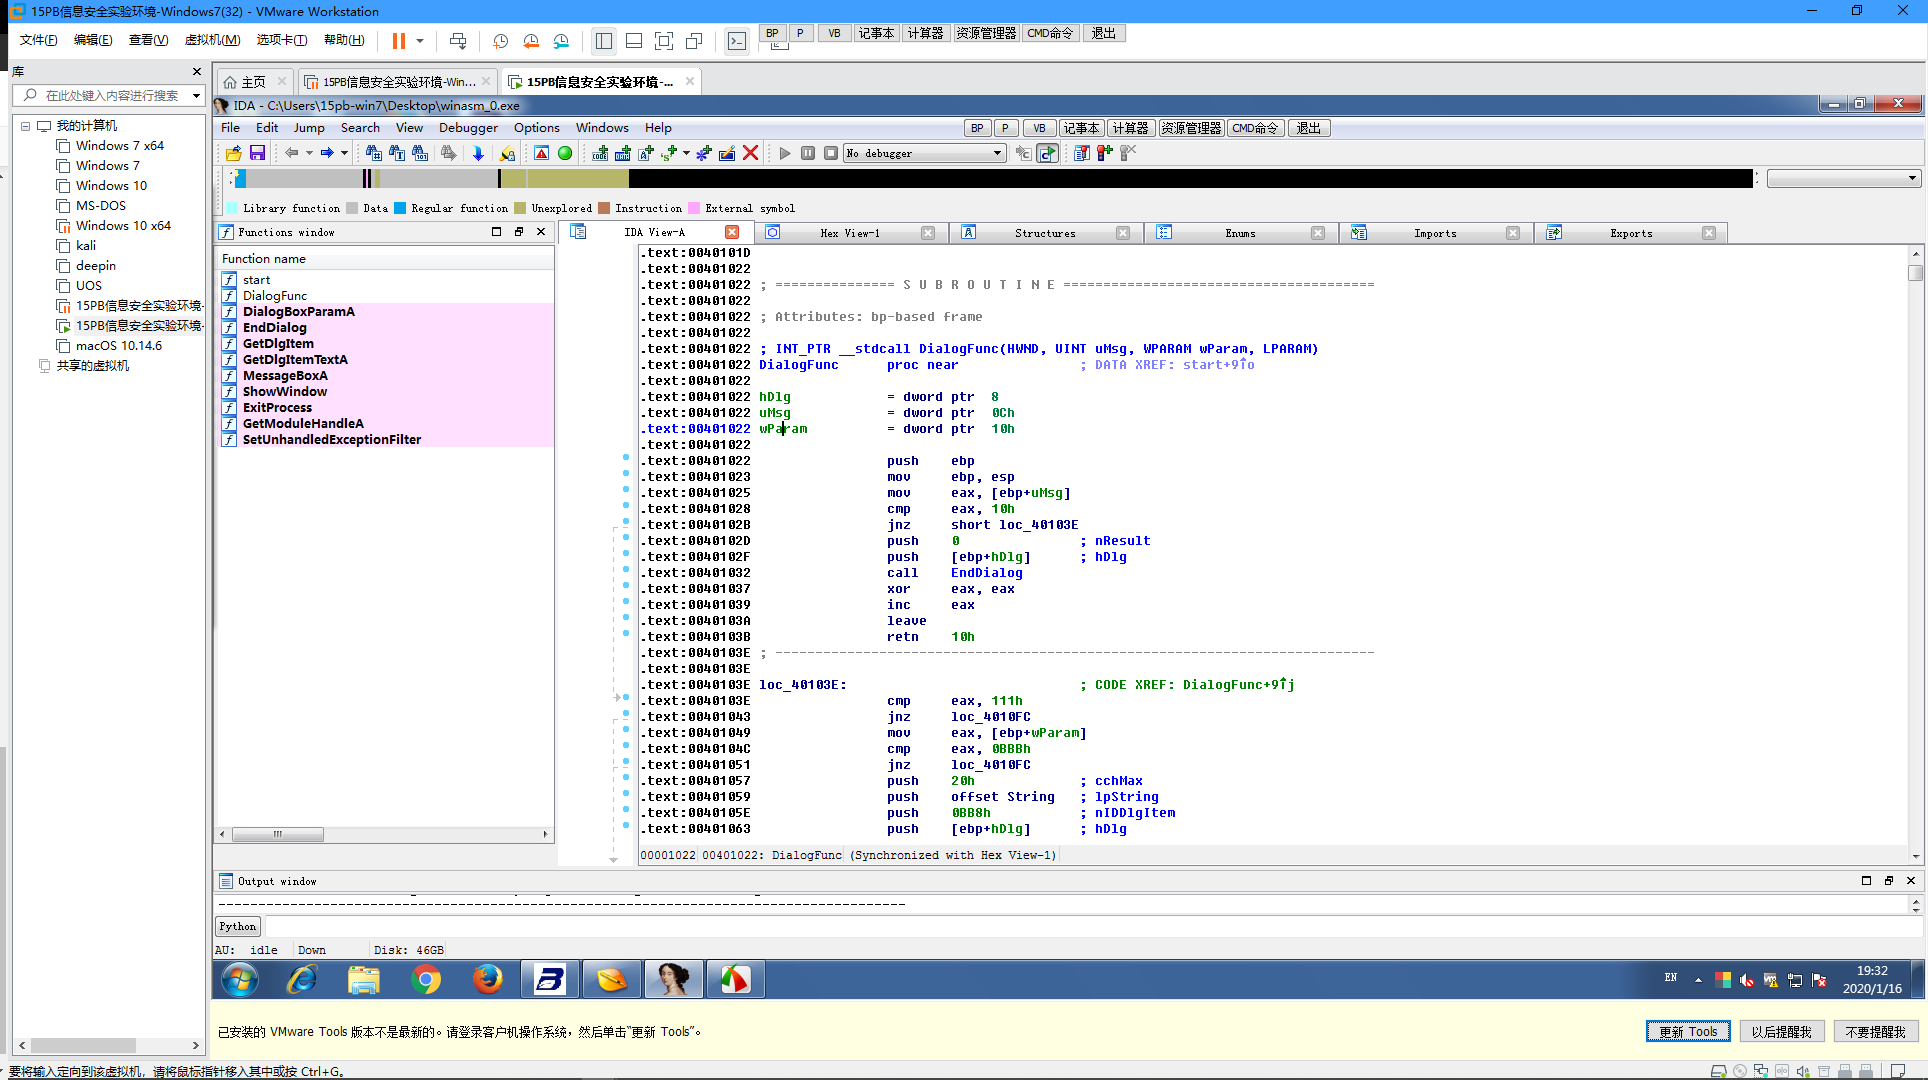 15PB信息安全实验环境-Windows7(32) - VMware Workstation
文件(F) 编辑(E) 查看(V) 虚拟机(M) 选项卡(T) 帮助(H)
BP P VB 记事本 计算器 资源管理器 CMD命令 退出
库
在此处键入内容进行搜索
我的计算机
Windows 7 x64
Windows 7
Windows 10
MS-DOS
Windows 10 x64
kali
deepin
UOS
15PB信息安全实验环境-
15PB信息安全实验环境-
macOS 10.14.6
共享的虚拟机
主页 15PB信息安全实验环境-Win... 15PB信息安全实验环境-...
IDA - C:\Users\15pb-win7\Desktop\winasm_0.exe
File Edit Jump Search View Debugger Options Windows Help
BP P VB 记事本 计算器 资源管理器 CMD命令 退出
No debugger
Library function Data Regular function Unexplored Instruction External symbol
Functions window
Function name
start
DialogFunc
DialogBoxParamA
EndDialog
GetDlgItem
GetDlgItemTextA
MessageBoxA
ShowWindow
ExitProcess
GetModuleHandleA
SetUnhandledExceptionFilter
IDA View-A Hex View-1 Structures Enums Imports Exports
.text:0040101D
.text:00401022
.text:00401022 ; =============== S U B R O U T I N E =======================================
.text:00401022
.text:00401022 ; Attributes: bp-based frame
.text:00401022
.text:00401022 ; INT_PTR __stdcall DialogFunc(HWND, UINT uMsg, WPARAM wParam, LPARAM)
.text:00401022 DialogFunc proc near ; DATA XREF: start+9↑o
.text:00401022
.text:00401022 hDlg = dword ptr 8
.text:00401022 uMsg = dword ptr 0Ch
.text:00401022 wParam = dword ptr 10h
.text:00401022
.text:00401022 push ebp
.text:00401023 mov ebp, esp
.text:00401025 mov eax, [ebp+uMsg]
.text:00401028 cmp eax, 10h
.text:0040102B jnz short loc_40103E
.text:0040102D push 0 ; nResult
.text:0040102F push [ebp+hDlg] ; hDlg
.text:00401032 call EndDialog
.text:00401037 xor eax, eax
.text:00401039 inc eax
.text:0040103A leave
.text:0040103B retn 10h
.text:0040103E ; ---------------------------------------------------------------------------
.text:0040103E
.text:0040103E loc_40103E: ; CODE XREF: DialogFunc+9↑j
.text:0040103E cmp eax, 111h
.text:00401043 jnz loc_4010FC
.text:00401049 mov eax, [ebp+wParam]
.text:0040104C cmp eax, 0BBBh
.text:00401051 jnz loc_4010FC
.text:00401057 push 20h ; cchMax
.text:00401059 push offset String ; lpString
.text:0040105E push 0BB8h ; nIDDlgItem
.text:00401063 push [ebp+hDlg] ; hDlg
00001022 00401022: DialogFunc (Synchronized with Hex View-1)
Output window
Python
AU: idle Down Disk: 46GB
EN
19:32
2020/1/16
已安装的 VMware Tools 版本不是最新的。请登录客户机操作系统，然后单击“更新 Tools”。
更新 Tools 以后提醒我 不要提醒我
要将输入定向到该虚拟机，请将鼠标指针移入其中或按 Ctrl+G。